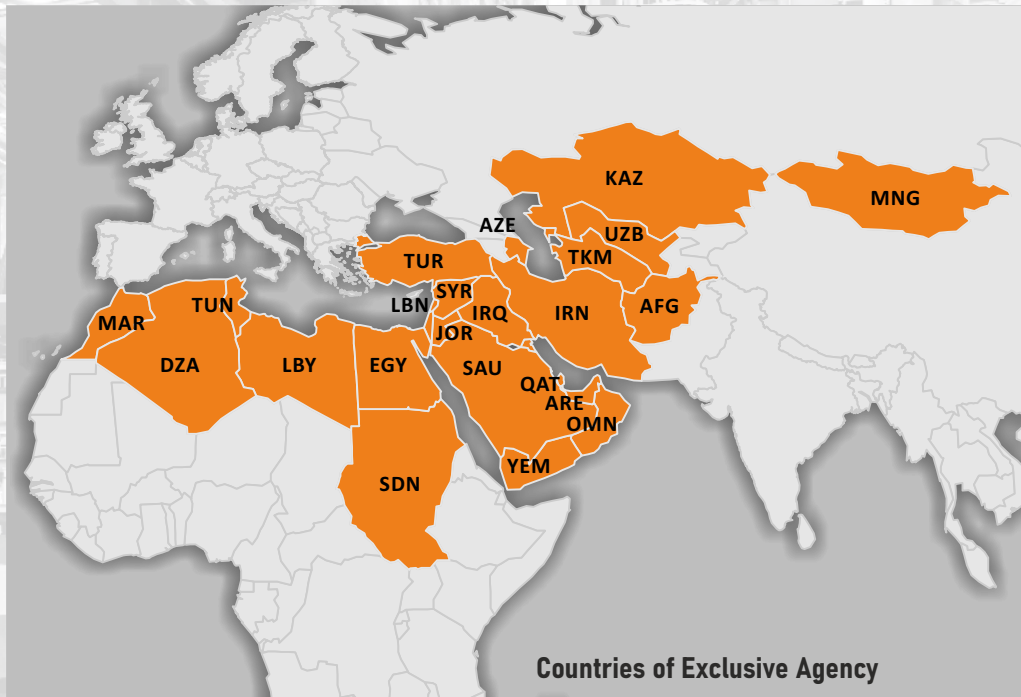 KAZ
MNG
AZE
UZB
TUR
TKM
SYR
LBN
TUN
IRQ
IRN
AFG
MAR
JOR
DZA
LBY
EGY
SAU
QAT
ARE
OMN
YEM
SDN
Countries of Exclusive Agency